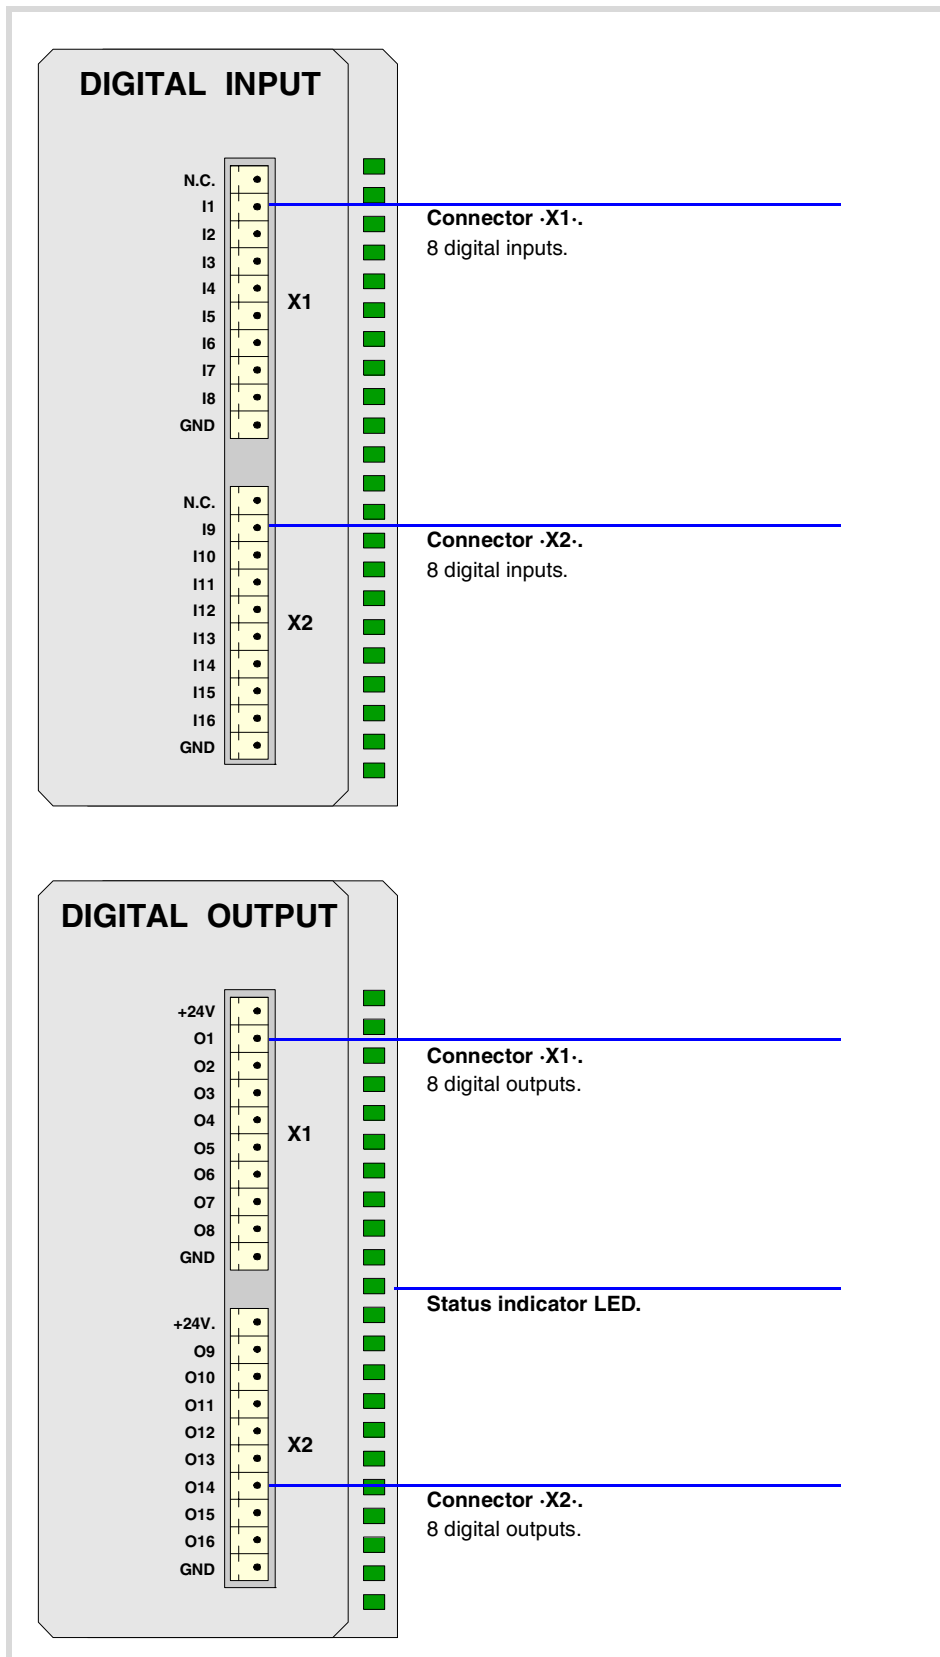 DIGITAL INPUT
N.C.
I1
I2
I3
I4
I5
I6
I7
I8
GND
X1
Connector ·X1·.
8 digital inputs.
N.C.
I9
I10
I11
I12
I13
I14
I15
I16
GND
X2
Connector ·X2·.
8 digital inputs.
DIGITAL OUTPUT
+24V
O1
O2
O3
O4
O5
O6
O7
O8
GND
X1
Connector ·X1·.
8 digital outputs.
Status indicator LED.
+24V.
O9
O10
O11
O12
O13
O14
O15
O16
GND
X2
Connector ·X2·.
8 digital outputs.